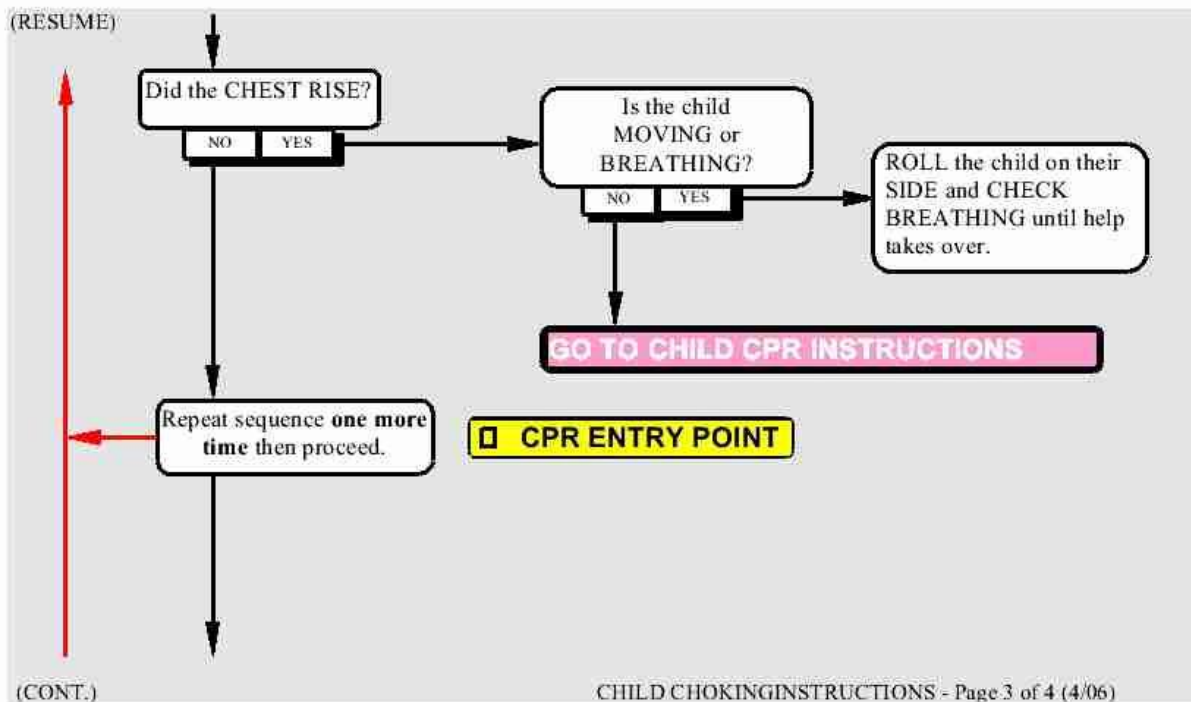 (RESUME)
Did the CHEST RISE?
NO YES
Is the child
MOVING or
BREATHING?
NO YES
ROLL the child on their
SIDE and CHECK
BREATHING until help
takes over.
GO TO CHILD CPR INSTRUCTIONS
Repeat sequence one more
time then proceed.
CPR ENTRY POINT
(CONT.)
CHILD CHOKINGINSTRUCTIONS - Page 3 of 4 (4/06)